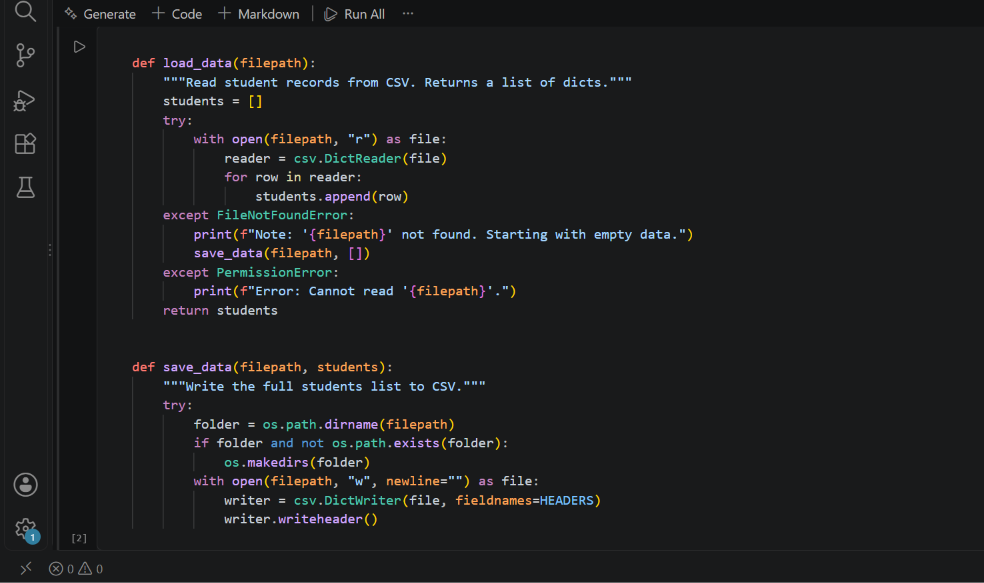 Generate + Code + Markdown | Run All ...
def load_data(filepath):
    """Read student records from CSV. Returns a list of dicts."""
    students = []
    try:
        with open(filepath, "r") as file:
            reader = csv.DictReader(file)
            for row in reader:
                students.append(row)
    except FileNotFoundError:
        print(f"Note: '{filepath}' not found. Starting with empty data.")
        save_data(filepath, [])
    except PermissionError:
        print(f"Error: Cannot read '{filepath}'.")
    return students
def save_data(filepath, students):
    """Write the full students list to CSV."""
    try:
        folder = os.path.dirname(filepath)
        if folder and not os.path.exists(folder):
            os.makedirs(folder)
        with open(filepath, "w", newline="") as file:
            writer = csv.DictWriter(file, fieldnames=HEADERS)
            writer.writeheader()
[2]
1
0 0